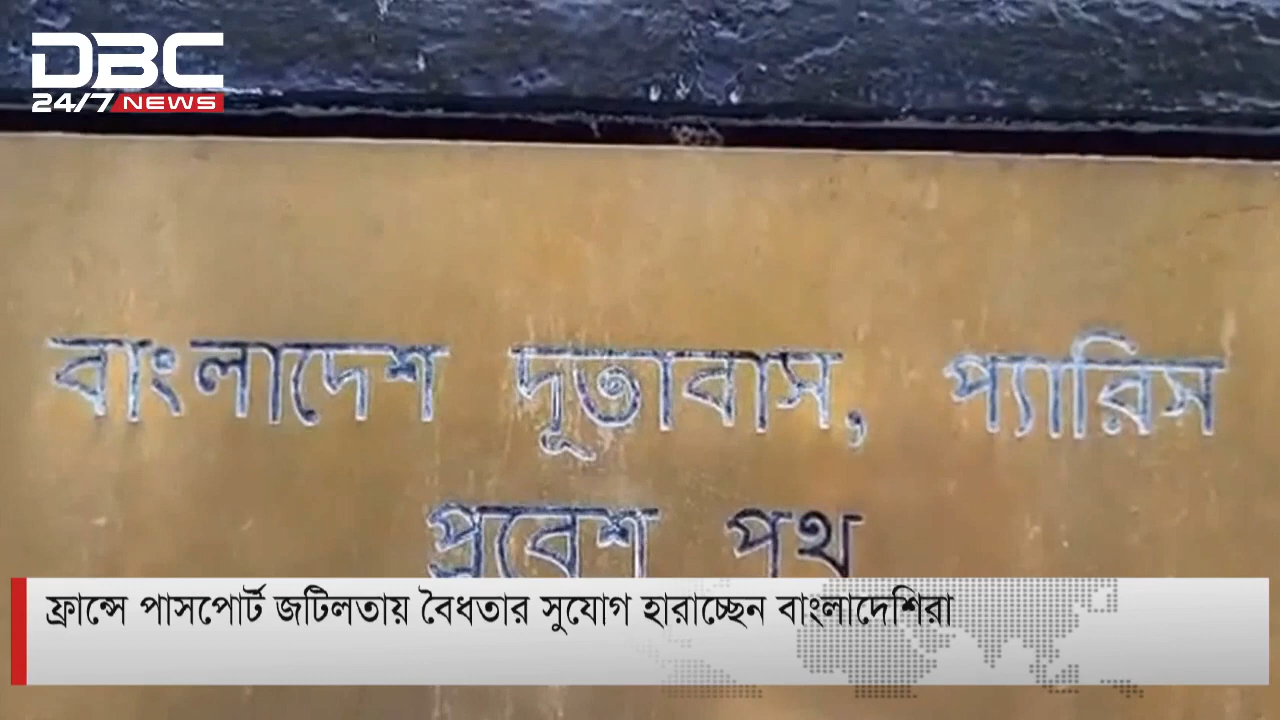 DBC
24/7 NEWS
বাংলাদেশ দূতাবাস, প্যারিস
প্রবেশ পথ
ফ্রান্সে পাসপোর্ট জটিলতায় বৈধতার সুযোগ হারাচ্ছেন বাংলাদেশিরা